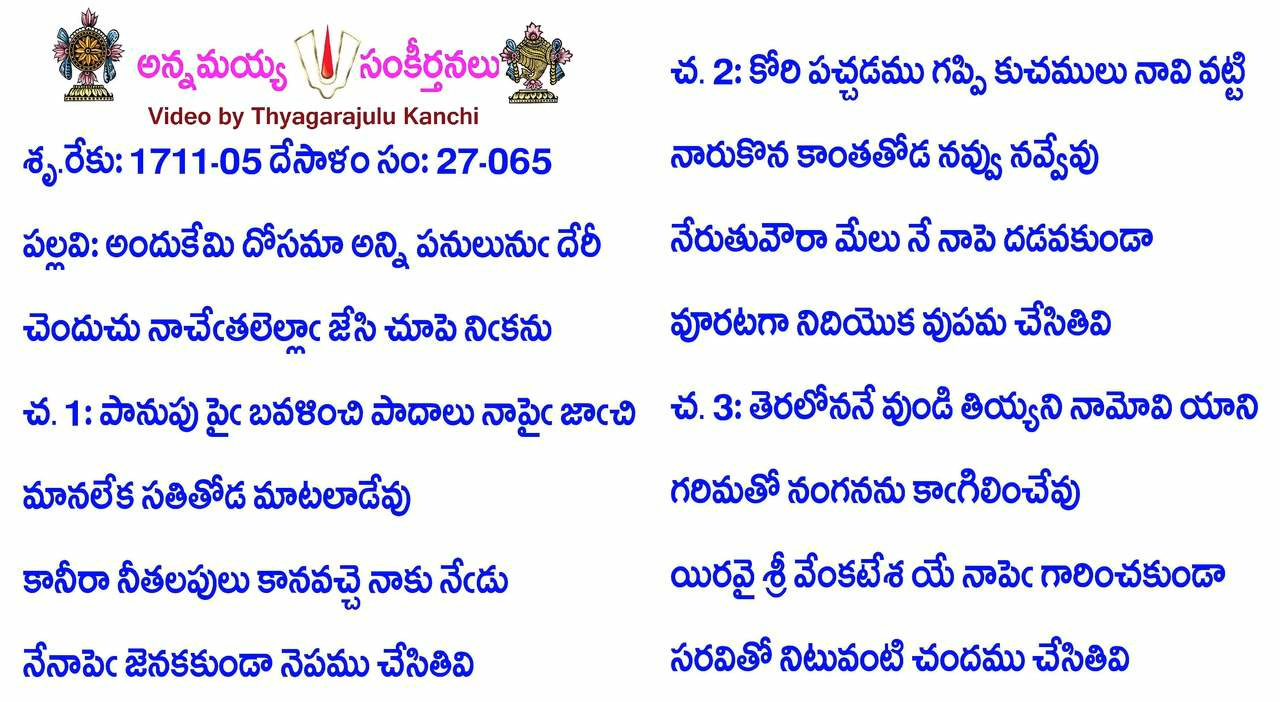 అన్నమయ్య సంకీర్తనలు
Video by Thyagarajulu Kanchi
శృ.రేకు: 1711-05 దేసాళం సం: 27-065
పల్లవి: అందుకేమి దోసమా అన్ని పనులునుఁ దేరీ
చెందుచు నాచేఁతలెల్లాఁ జేసి చూపె నిఁకను
చ. 1: పానుపు పైఁ బవళించి పాదాలు నాపైఁ జాఁచి
మానలేక సతితోడ మాటలాడేవు
కానీరా నీతలపులు కానవచ్చె నాకు నేఁడు
నేనాపెఁ జెనకకుండా నెపము చేసితివి
చ. 2: కోరి పచ్చడము గప్పి కుచములు నావి వట్టి
నారుకొన కాంతతోడ నవ్వు నవ్వేవు
నేరుతువౌరా మేలు నే నాపె దడవకుండా
వూరటగా నిదియొక వుపమ చేసితివి
చ. 3: తెరలోననే వుండి తియ్యని నామోవి యాని
గరిమతో నంగనను కాఁగిలించేవు
యిరవై శ్రీ వేంకటేశ యే నాపెఁ గారించకుండా
సరవితో నిటువంటి చందము చేసితివి